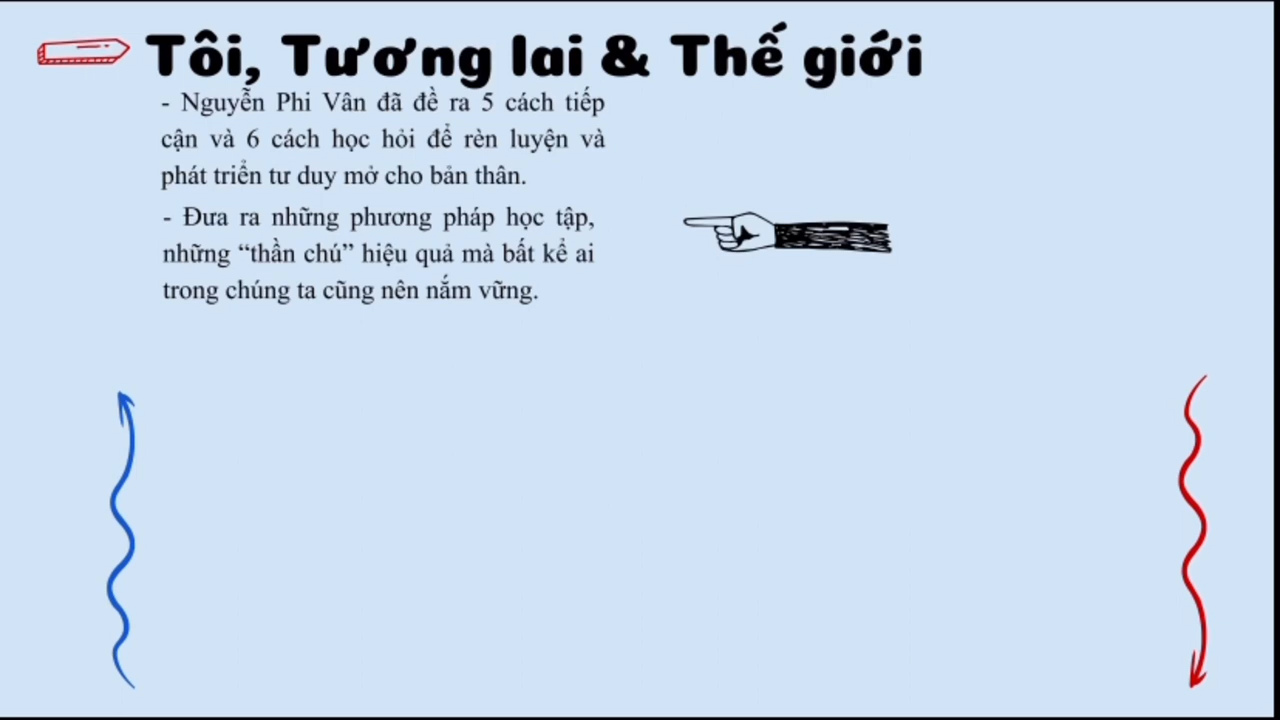 Tôi, Tương lai & Thế giới
- Nguyễn Phi Vân đã đề ra 5 cách tiếp
cận và 6 cách học hỏi để rèn luyện và
phát triển tư duy mở cho bản thân.
- Đưa ra những phương pháp học tập,
những “thần chú” hiệu quả mà bất kể ai
trong chúng ta cũng nên nắm vững.